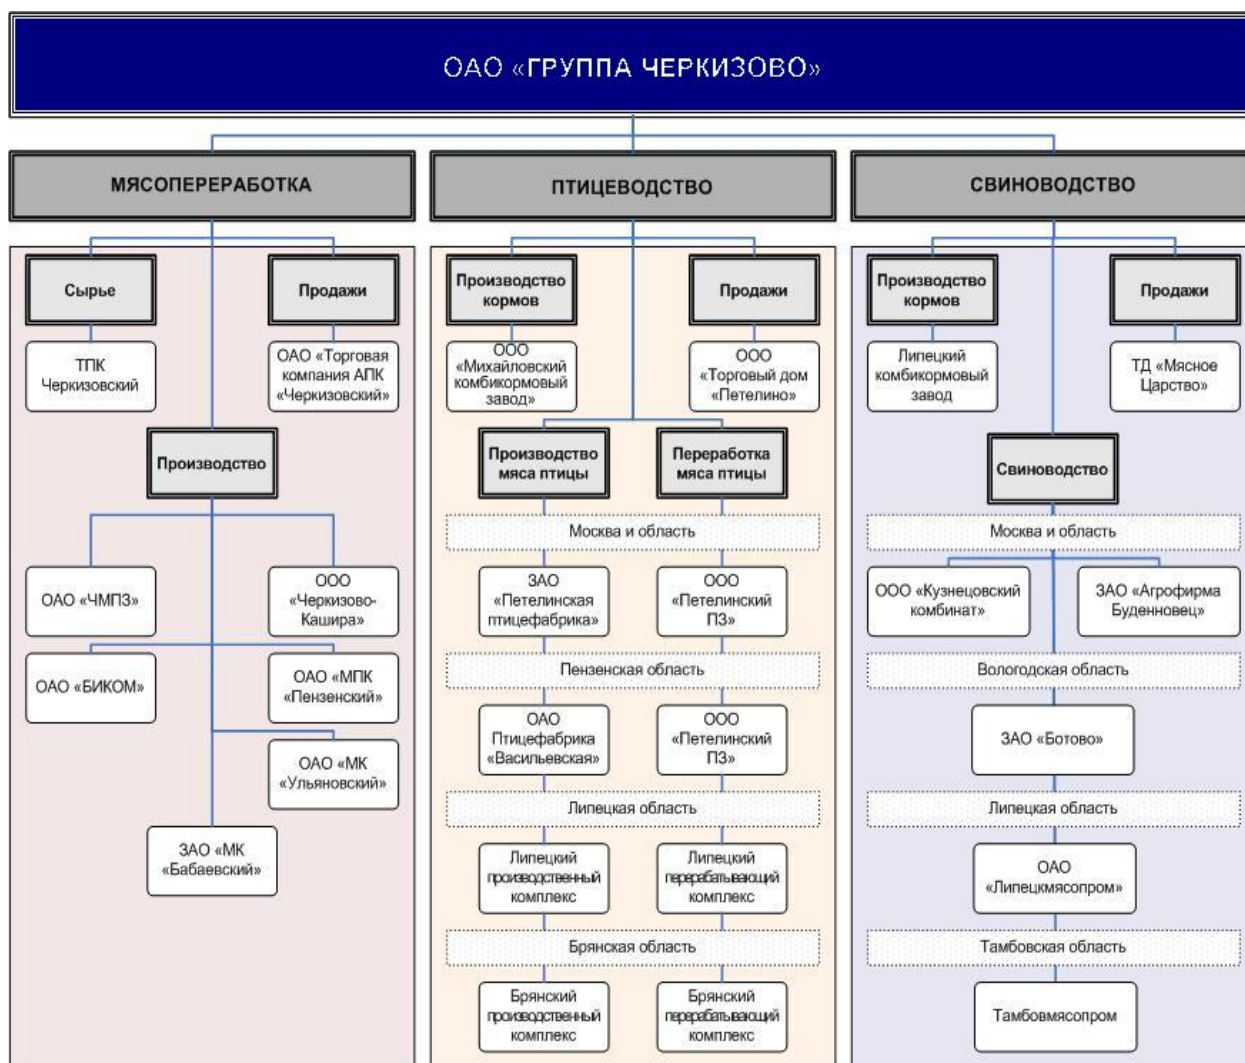 ОАО «ГРУППА ЧЕРКИЗОВО»
МЯСОПЕРЕРАБОТКА
Сырье
Продажи
ТПК
Черкизовский
ОАО «Торговая
компания АПК
«Черкизовский»
Производство
ОАО «ЧМПЗ»
ООО
«Черкизово-
Кашира»
ОАО «БИКОМ»
ОАО «МПК
«Пензенский»
ОАО «МК
«Ульяновский»
ЗАО «МК
«Бабаевский»
ПТИЦЕВОДСТВО
Производство
кормов
Продажи
ООО
«Михайловский
комбикормовый
завод»
ООО
«Торговый дом
«Петелино»
Производство
мяса птицы
Переработка
мяса птицы
Москва и область
ЗАО
«Петелинская
птицефабрика»
ООО
«Петелинский
ПЗ»
Пензенская область
ОАО
Птицефабрика
«Васильевская»
ООО
«Петелинский
ПЗ»
Липецкая область
Липецкий
производственный
комплекс
Липецкий
перерабатывающий
комплекс
Брянская область
Брянский
производственный
комплекс
Брянский
перерабатывающий
комплекс
СВИНОВОДСТВО
Производство
кормов
Продажи
Липецкий
комбикормовый
завод
ТД «Мясное
Царство»
Свиноводство
Москва и область
ООО «Кузнецовский
комбинат»
ЗАО «Агрофирма
Буденновец»
Вологодская область
ЗАО «Ботово»
Липецкая область
ОАО
«Липецкмясопром»
Тамбовская область
Тамбовмясопром